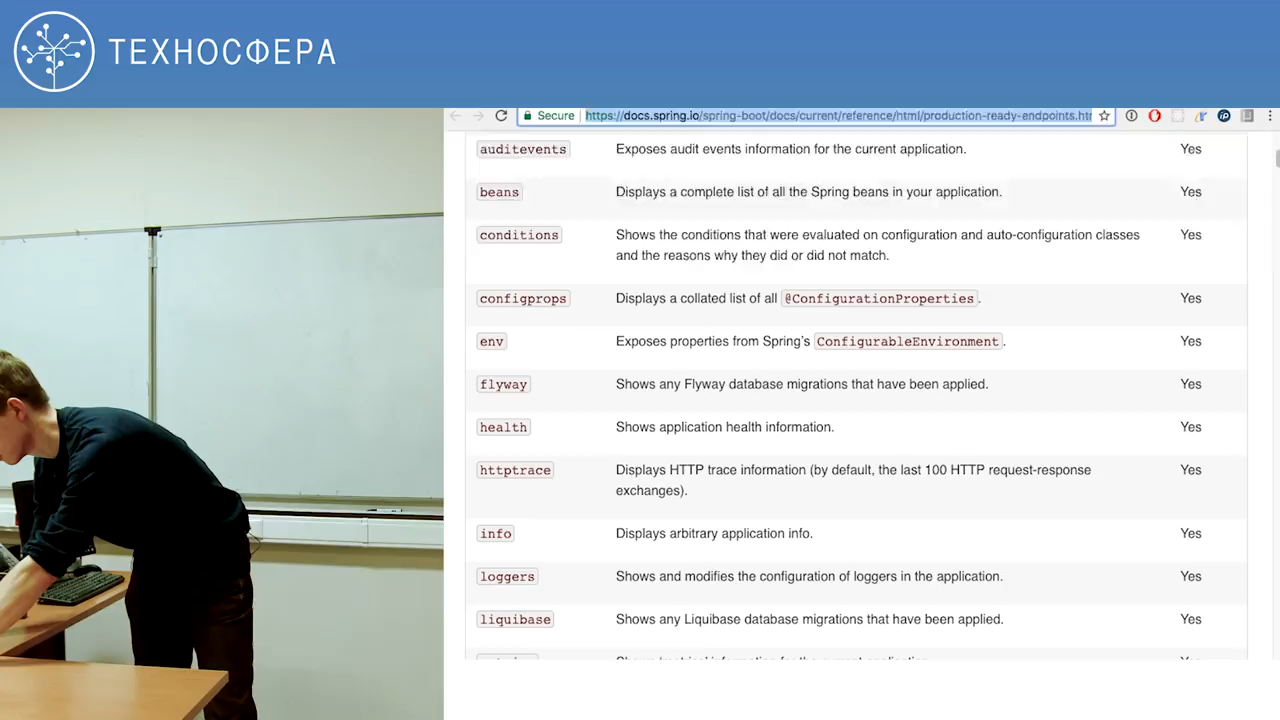 ТЕХНОСФЕРА
Secure https://docs.spring.io/spring-boot/docs/current/reference/html/production-ready-endpoints.htr
auditevents Exposes audit events information for the current application. Yes
beans Displays a complete list of all the Spring beans in your application. Yes
conditions Shows the conditions that were evaluated on configuration and auto-configuration classes Yes
and the reasons why they did or did not match.
configprops Displays a collated list of all @ConfigurationProperties. Yes
env Exposes properties from Spring's ConfigurableEnvironment. Yes
flyway Shows any Flyway database migrations that have been applied. Yes
health Shows application health information. Yes
httptrace Displays HTTP trace information (by default, the last 100 HTTP request-response Yes
exchanges).
info Displays arbitrary application info. Yes
loggers Shows and modifies the configuration of loggers in the application. Yes
liquibase Shows any Liquibase database migrations that have been applied. Yes